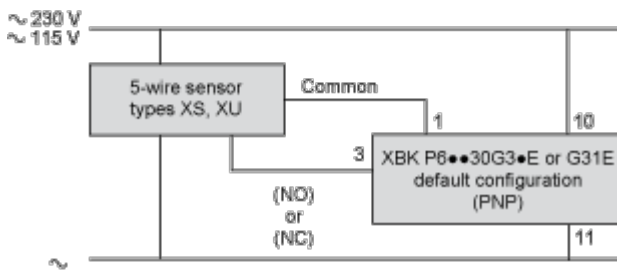 ~ 230 V
~ 115 V
5-wire sensor
types XS, XU
Common
1
10
3
XBK P6●●30G3●E or G31E
default configuration
(PNP)
(NO)
or
(NC)
11
~